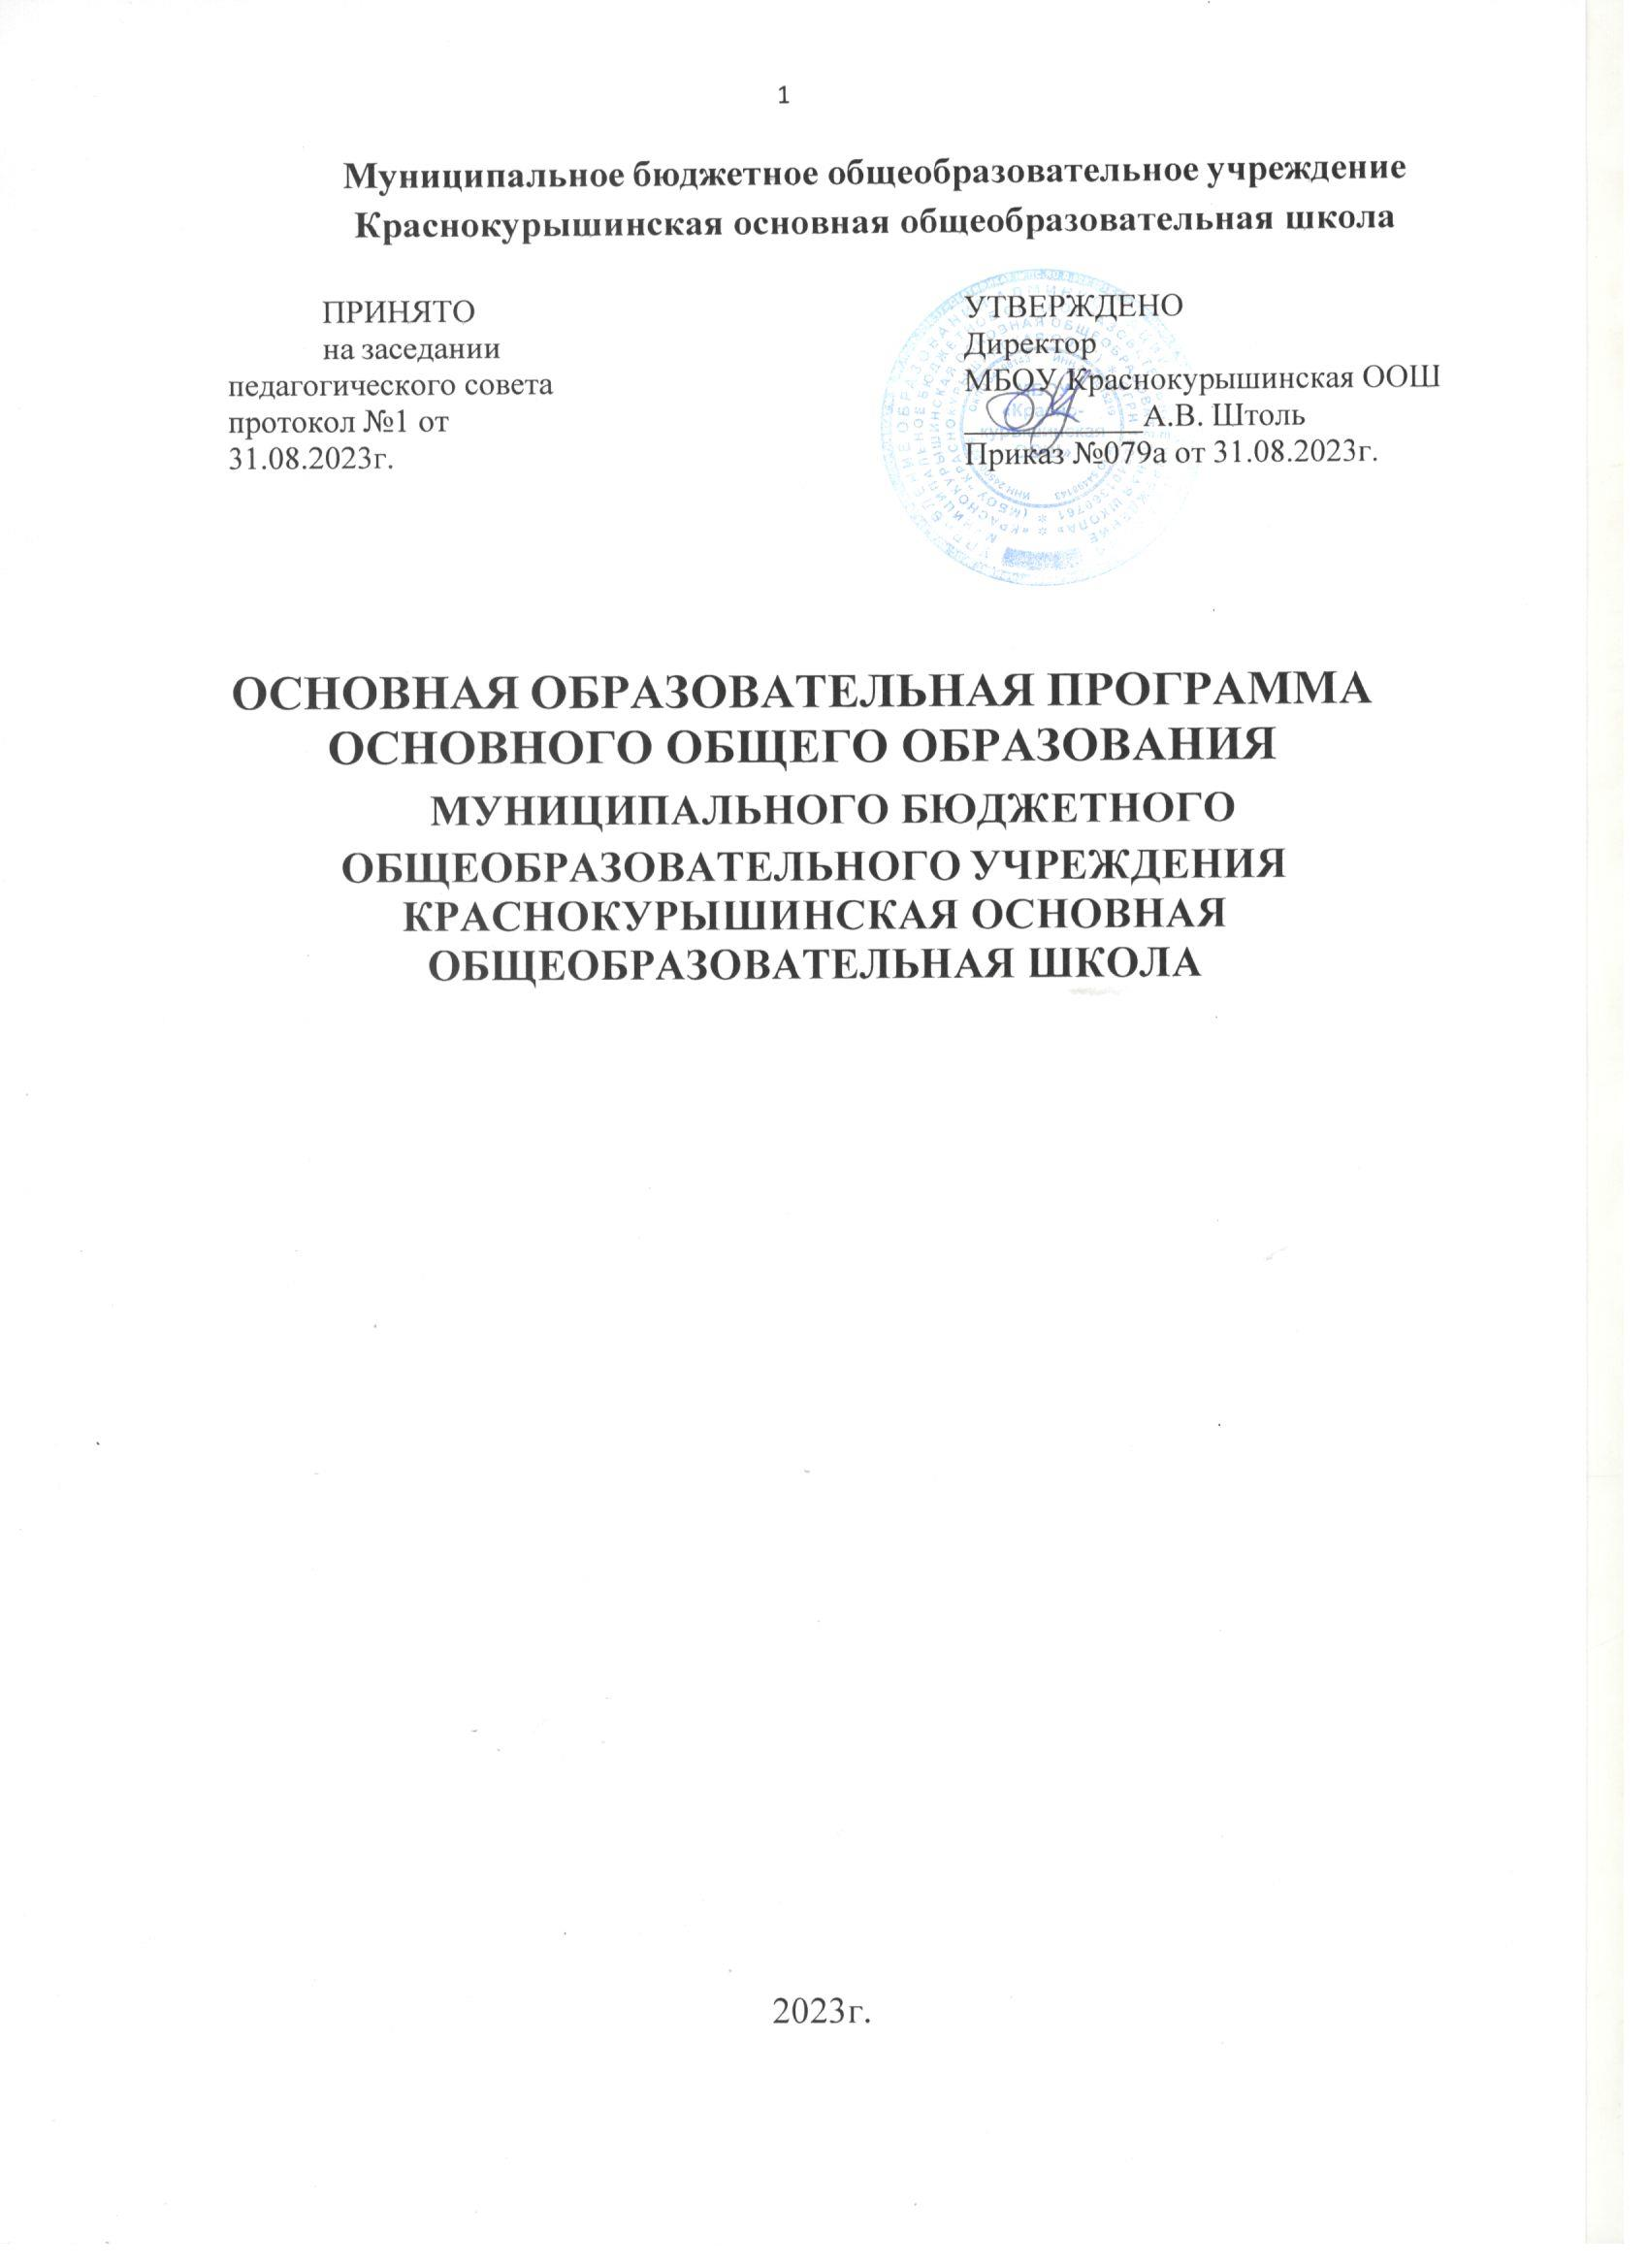 1
Муниципальное бюджетное общеобразовательное учреждение
Краснокурышинская основная общеобразовательная школа
ПРИНЯТО
на заседании
педагогического совета
протокол №1 от
31.08.2023г.
УТВЕРЖДЕНО
Директор
МБОУ Краснокурышинская ООШ
А.В. Штоль
Приказ №079а от 31.08.2023г.
ОСНОВНАЯ ОБРАЗОВАТЕЛЬНАЯ ПРОГРАММА
ОСНОВНОГО ОБЩЕГО ОБРАЗОВАНИЯ
МУНИЦИПАЛЬНОГО БЮДЖЕТНОГО
ОБЩЕОБРАЗОВАТЕЛЬНОГО УЧРЕЖДЕНИЯ
КРАСНОКУРЫШИНСКАЯ ОСНОВНАЯ
ОБЩЕОБРАЗОВАТЕЛЬНАЯ ШКОЛА
2023г.